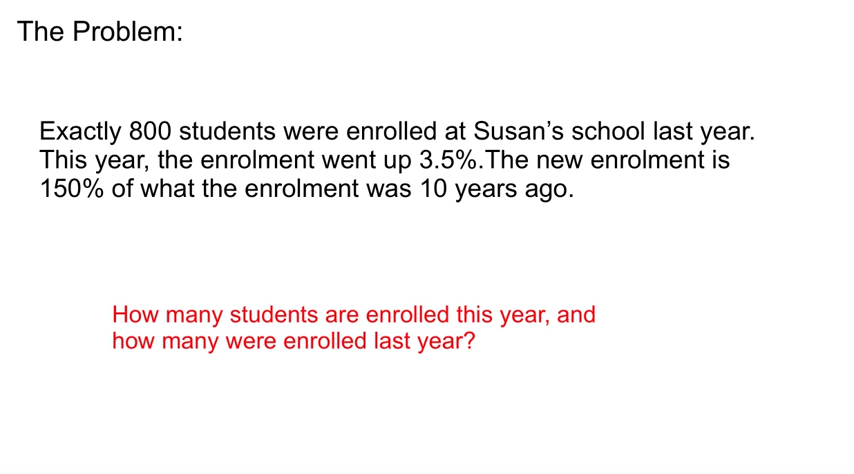 The Problem:
Exactly 800 students were enrolled at Susan’s school last year.
This year, the enrolment went up 3.5%.The new enrolment is
150% of what the enrolment was 10 years ago.
How many students are enrolled this year, and
how many were enrolled last year?